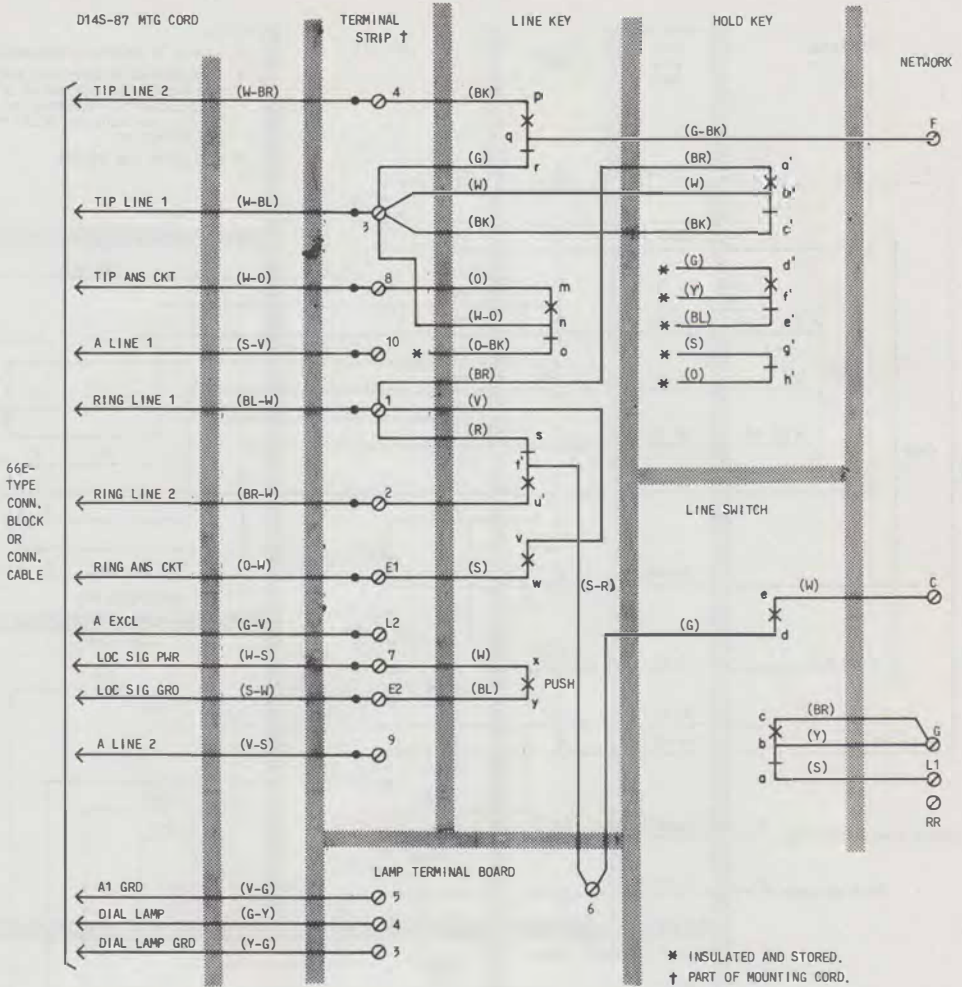 D14S-87 MTG CORD
TERMINAL
STRIP †
LINE KEY
HOLD KEY
NETWORK
TIP LINE 2 (W-BR) 4 (BK) p
q (G-BK) F
(G) r (BR) a'
(W) (W) b'
TIP LINE 1 (W-BL) 3
(BK) (BK) c'
* (G) d'
TIP ANS CKT (W-O) 8 (O) m
* (Y) f'
(W-O) n * (BL) e'
A LINE 1 (S-V) 10 * (O-BK) o * (S) g'
(BR) * (O) h'
RING LINE 1 (BL-W) 1 (V)
(R) s
t'
66E-
TYPE
CONN.
BLOCK
OR
CONN.
CABLE
RING LINE 2 (BR-W) 2 u'
LINE SWITCH
v
RING ANS CKT (O-W) E1 (S) w (S-R)
e (W) C
A EXCL (G-V) L2 (G) d
LOC SIG PWR (W-S) 7 (W) x
PUSH
LOC SIG GRD (S-W) E2 (BL) y
c (BR)
b (Y) G
A LINE 2 (V-S) 9
a (S) L1
RR
LAMP TERMINAL BOARD
A1 GRD (V-G) 5
6
DIAL LAMP (G-Y) 4
DIAL LAMP GRD (Y-G) 3
* INSULATED AND STORED.
† PART OF MOUNTING CORD.